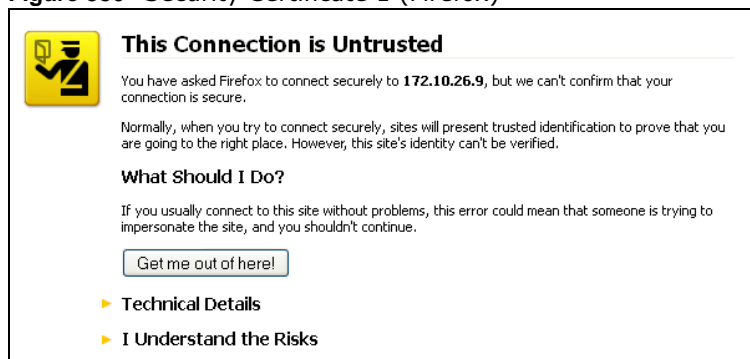 This Connection is Untrusted
You have asked Firefox to connect securely to 172.10.26.9, but we can't confirm that your
connection is secure.
Normally, when you try to connect securely, sites will present trusted identification to prove that you
are going to the right place. However, this site's identity can't be verified.
What Should I Do?
If you usually connect to this site without problems, this error could mean that someone is trying to
impersonate the site, and you shouldn't continue.
Get me out of here!
Technical Details
I Understand the Risks